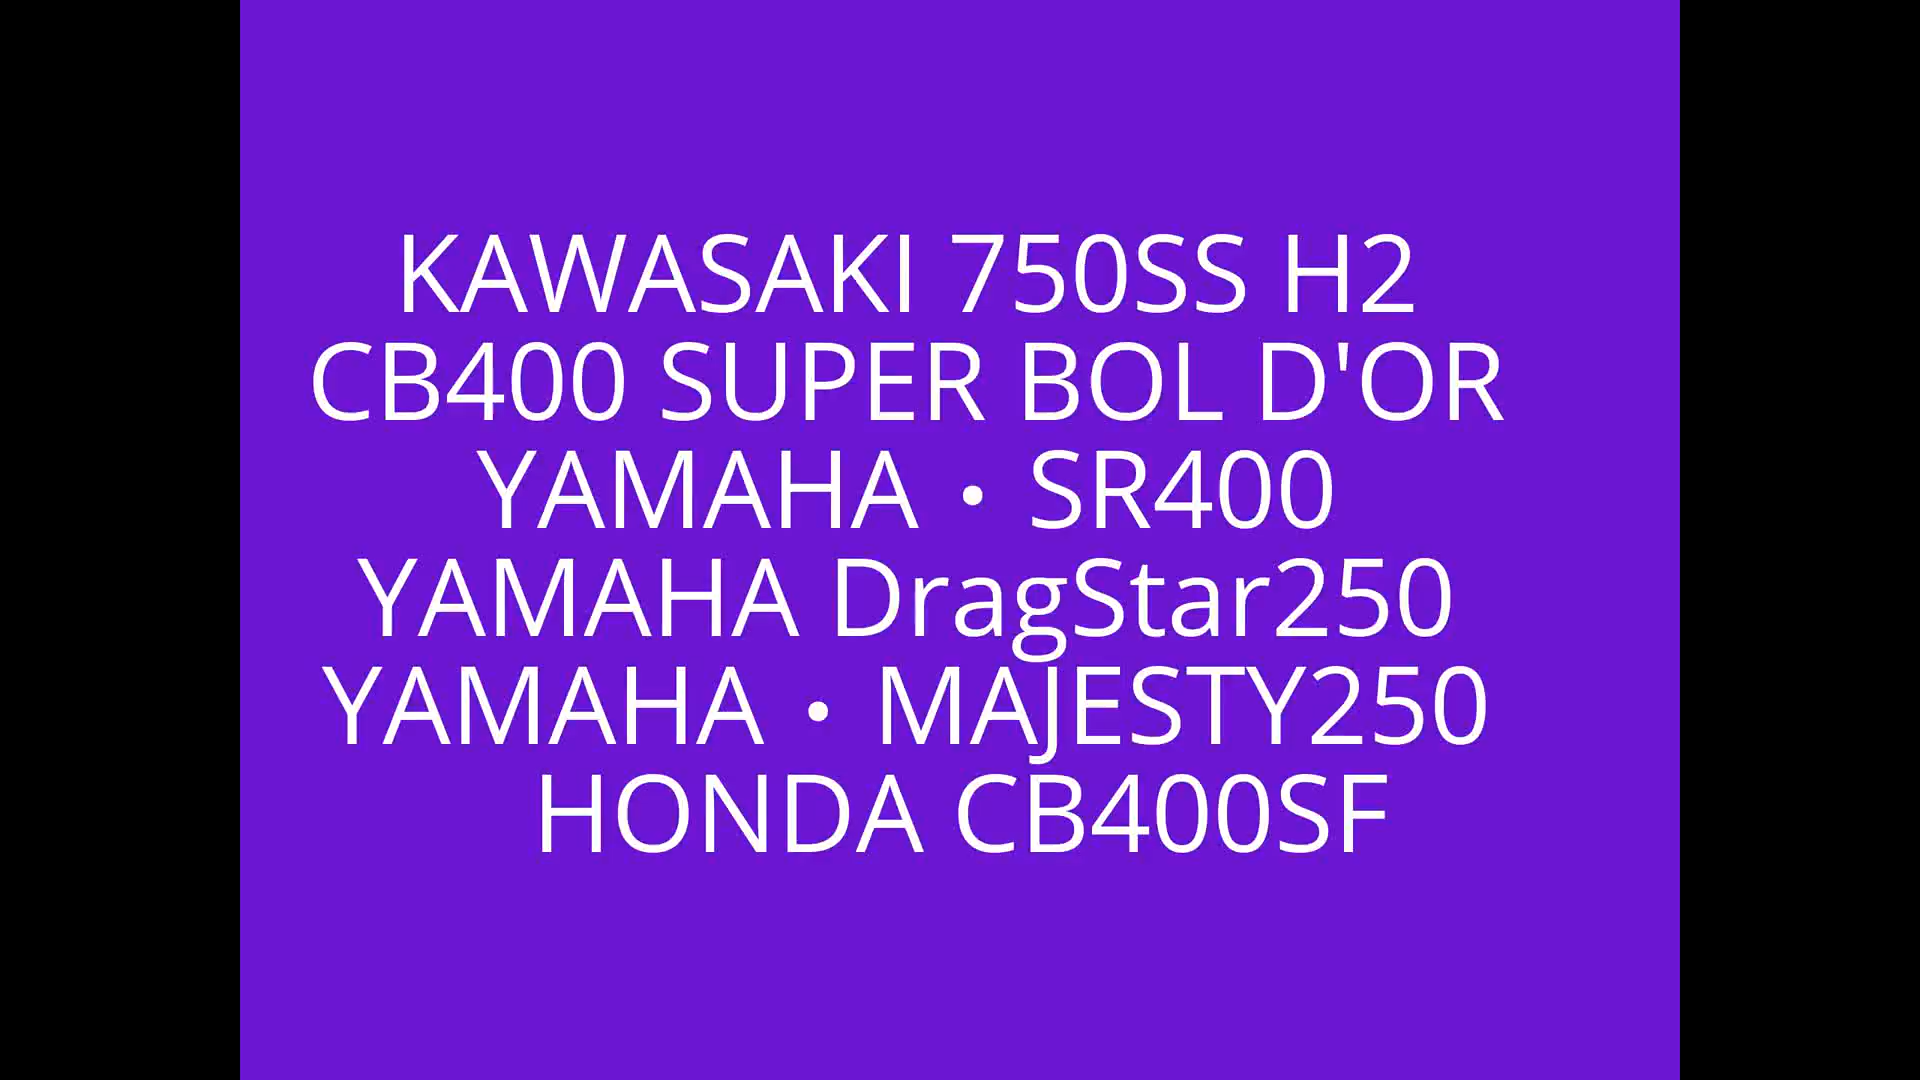 KAWASAKI 750SS H2
CB400 SUPER BOL D'OR
YAMAHA・SR400
YAMAHA DragStar250
YAMAHA・MAJESTY250
HONDA CB400SF